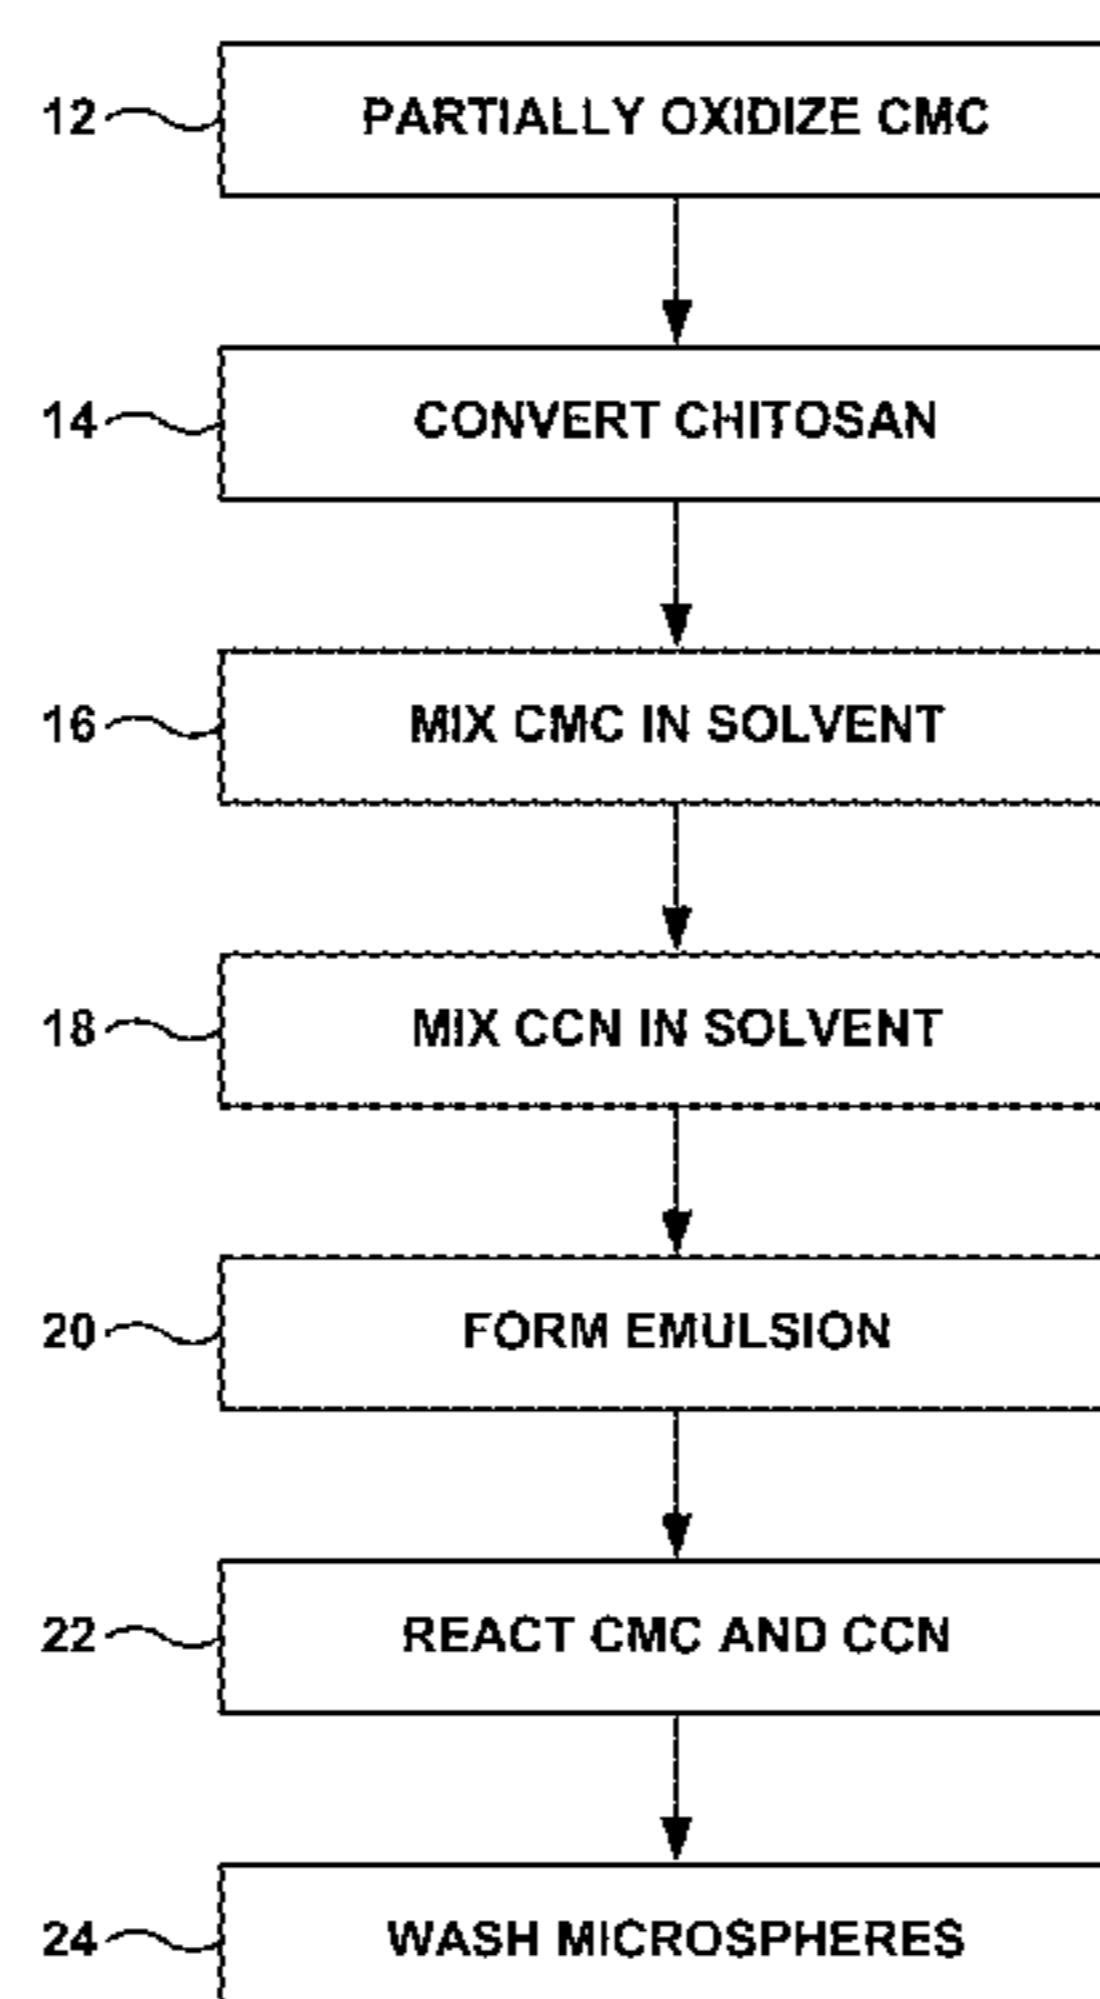 12 PARTIALLY OXIDIZE CMC
14 CONVERT CHITOSAN
16 MIX CMC IN SOLVENT
18 MIX CCN IN SOLVENT
20 FORM EMULSION
22 REACT CMC AND CCN
24 WASH MICROSPHERES